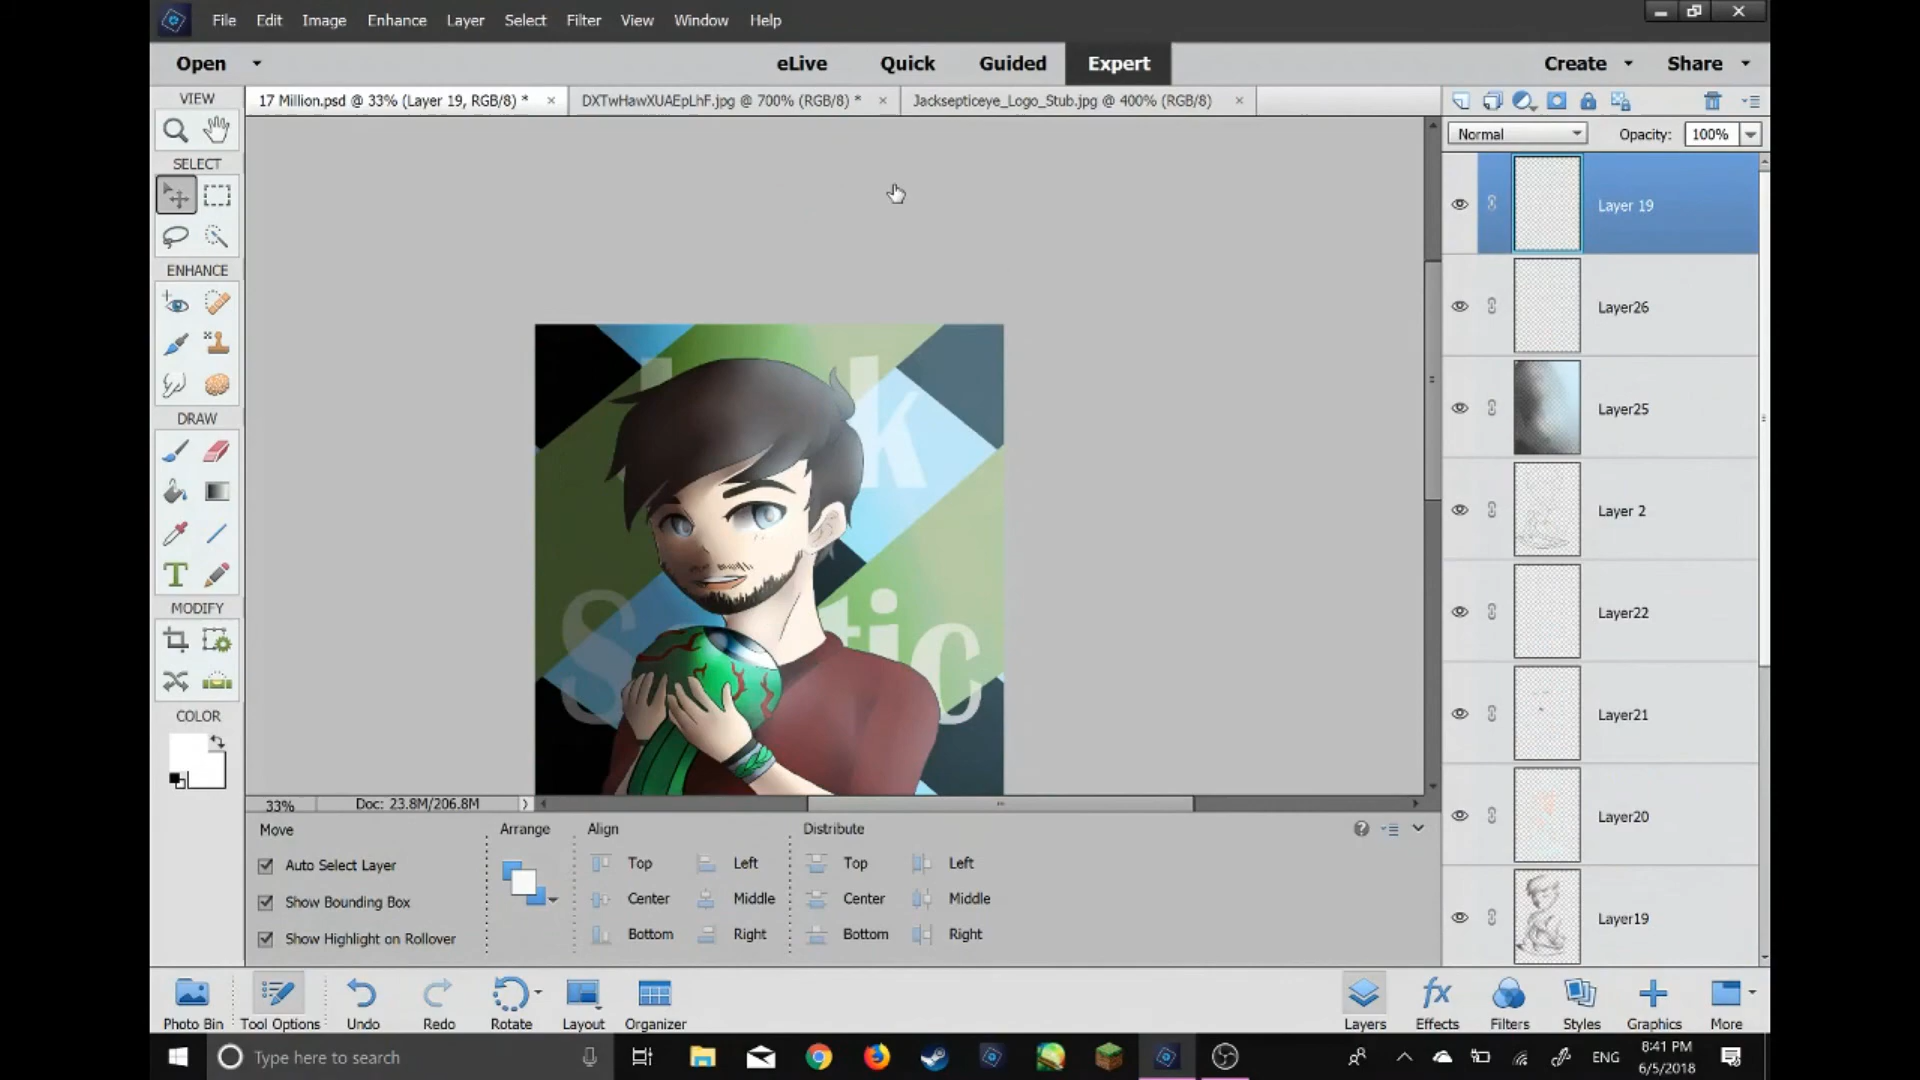 File Edit Image Enhance Layer Select Filter View Window Help
Open eLive Quick Guided Expert Create Share
VIEW
17 Million.psd @ 33% (Layer 19, RGB/8) *
DXTwHawXUAEpLhF.jpg @ 700% (RGB/8) *
Jacksepticeye_Logo_Stub.jpg @ 400% (RGB/8)
Normal Opacity: 100%
SELECT
ENHANCE
DRAW
T
MODIFY
COLOR
Layer 19
Layer26
Layer25
Layer 2
Layer22
Layer21
Layer20
Layer19
33% Doc: 23.8M/206.8M
Move Arrange Align Distribute
Auto Select Layer Top Left Top Left
Show Bounding Box Center Middle Center Middle
Show Highlight on Rollover Bottom Right Bottom Right
Photo Bin Tool Options Undo Redo Rotate Layout Organizer
fx
Layers Effects Filters Styles Graphics More
Type here to search
ENG
8:41 PM
6/5/2018